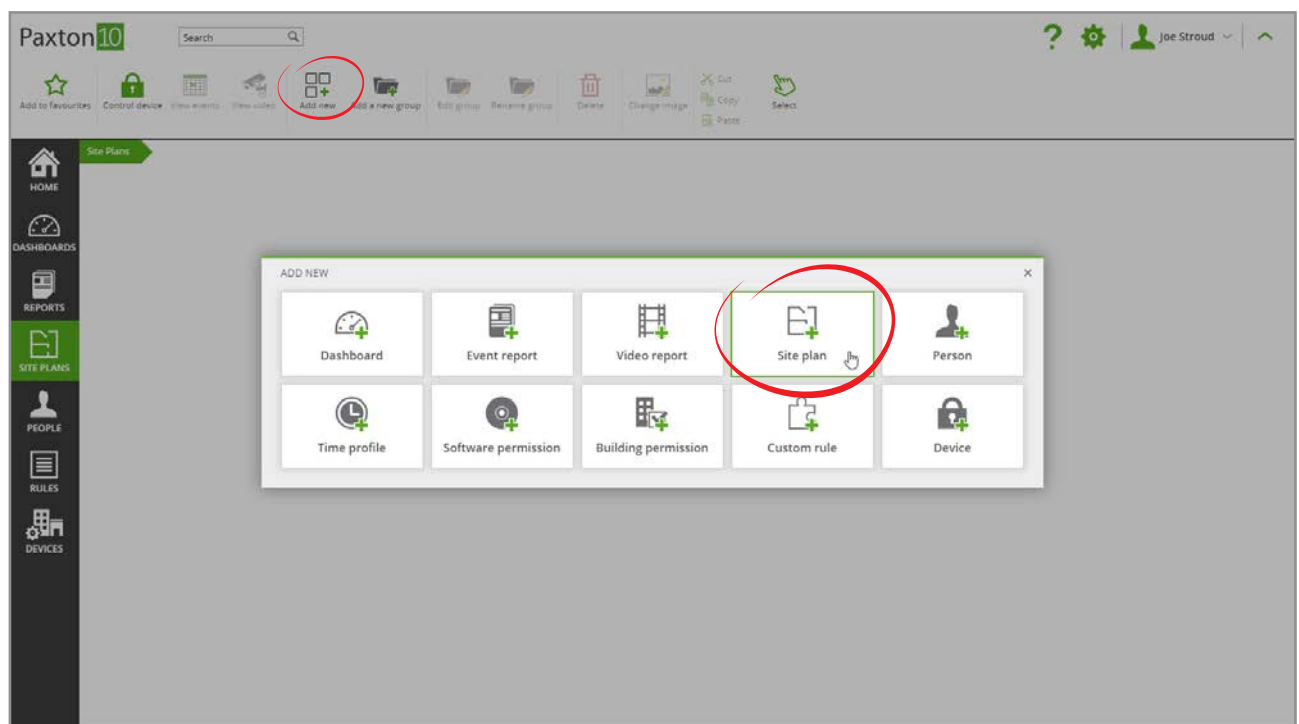 Paxton10
Search
Joe Stroud
Add to favourites
Control device
View events
View video
Add new
Add a new group
Edit group
Rename group
Delete
Change image
Cut
Copy
Paste
Select
Site Plans
HOME
DASHBOARDS
REPORTS
SITE PLANS
PEOPLE
RULES
DEVICES
ADD NEW
Dashboard
Event report
Video report
Site plan
Person
Time profile
Software permission
Building permission
Custom rule
Device